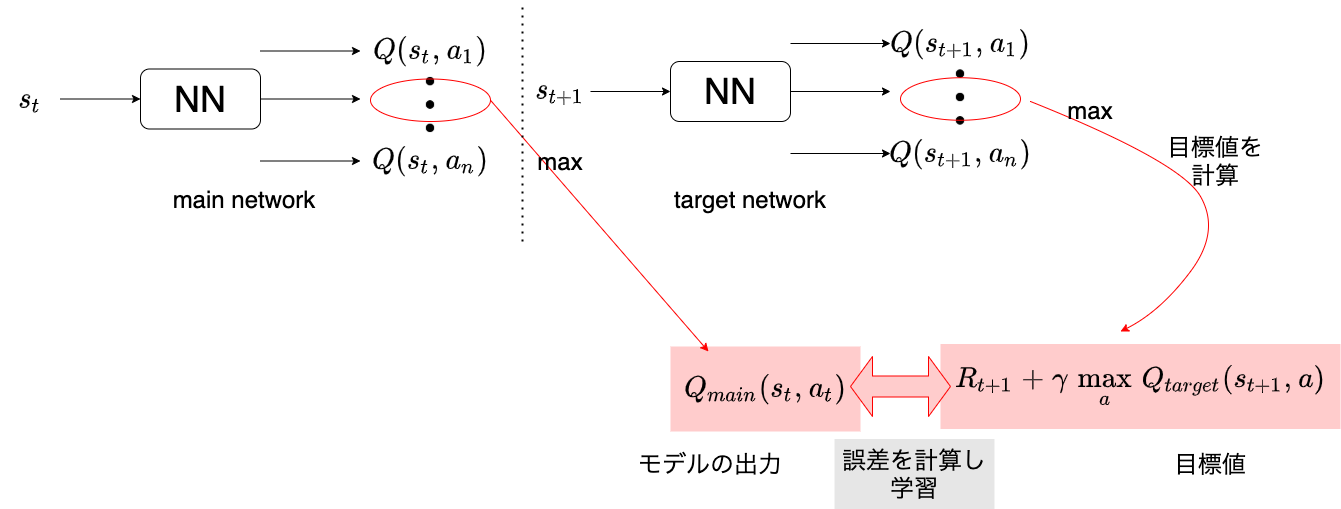 Q(s_t, a_1)
s_t
NN
Q(s_t, a_n)
main network
Q(s_{t+1}, a_1)
s_{t+1}
NN
max
max
Q(s_{t+1}, a_n)
目標値を
計算
target network
Q_{main}(s_t, a_t)
R_{t+1} + γ max_a Q_{target}(s_{t+1}, a)
モデルの出力
誤差を計算し
学習
目標値